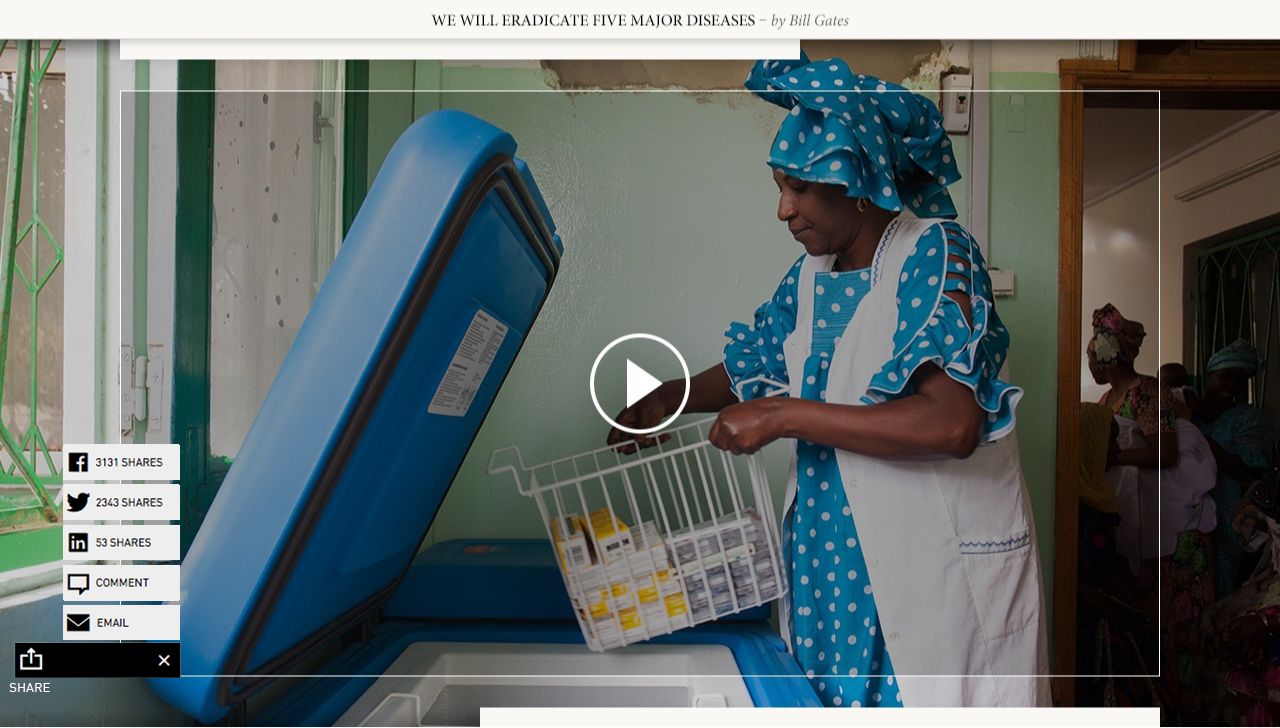 WE WILL ERADICATE FIVE MAJOR DISEASES – by Bill Gates
3131 SHARES
2343 SHARES
53 SHARES
COMMENT
EMAIL
SHARE